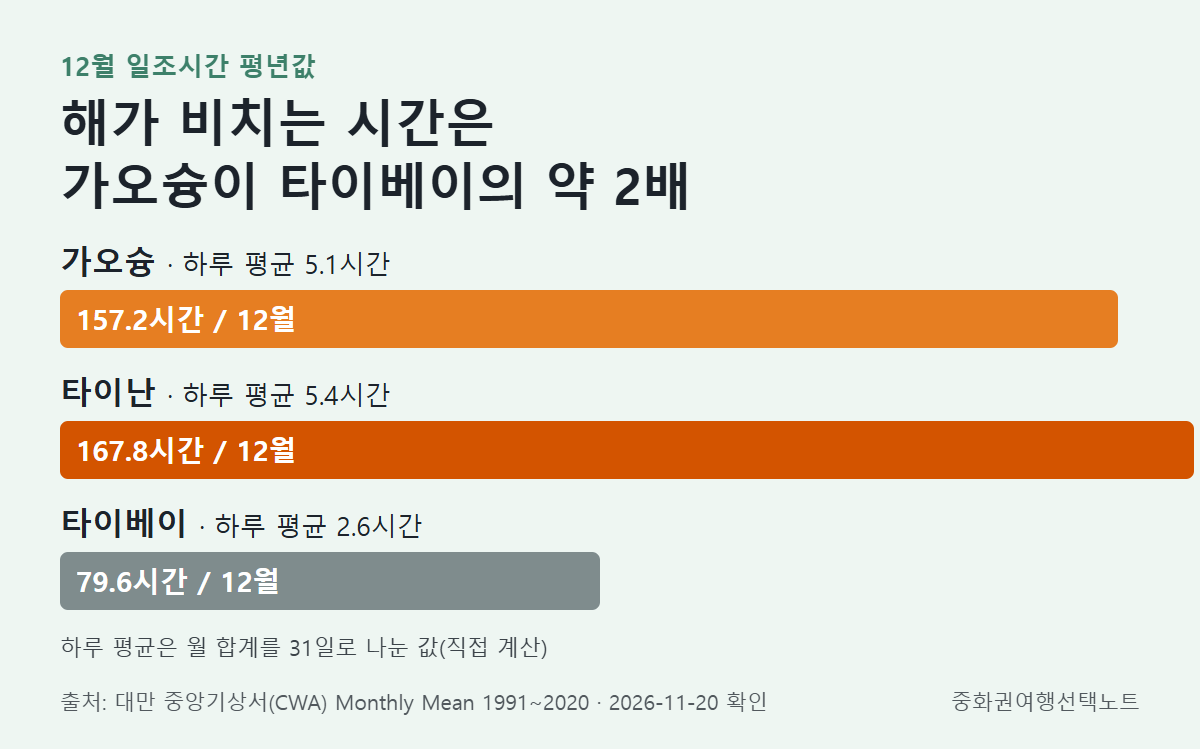 12월 일조시간 평년값
해가 비치는 시간은
가오슝이 타이베이의 약 2배
가오슝 · 하루 평균 5.1시간
157.2시간 / 12월
타이난 · 하루 평균 5.4시간
167.8시간 / 12월
타이베이 · 하루 평균 2.6시간
79.6시간 / 12월
하루 평균은 월 합계를 31일로 나눈 값(직접 계산)
출처: 대만 중앙기상서(CWA) Monthly Mean 1991~2020 · 2026-11-20 확인
중화권여행선택노트